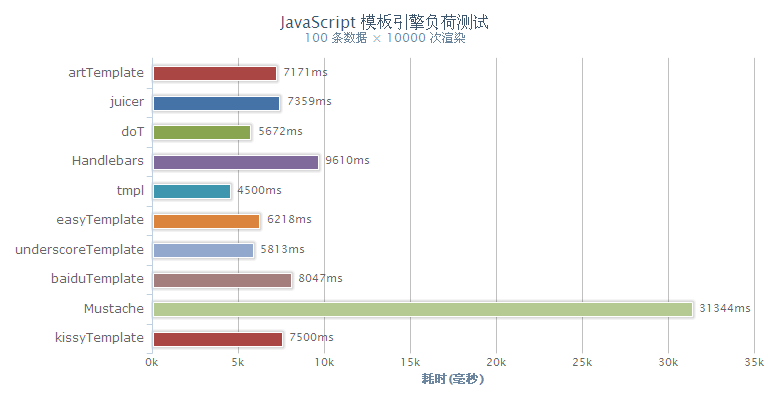 JavaScript 模板引擎负荷测试
100 条数据 × 10000 次渲染
artTemplate 7171ms
juicer 7359ms
doT 5672ms
Handlebars 9610ms
tmpl 4500ms
easyTemplate 6218ms
underscoreTemplate 5813ms
baiduTemplate 8047ms
Mustache 31344ms
kissyTemplate 7500ms
0k 5k 10k 15k 20k 25k 30k 35k
耗时(毫秒)